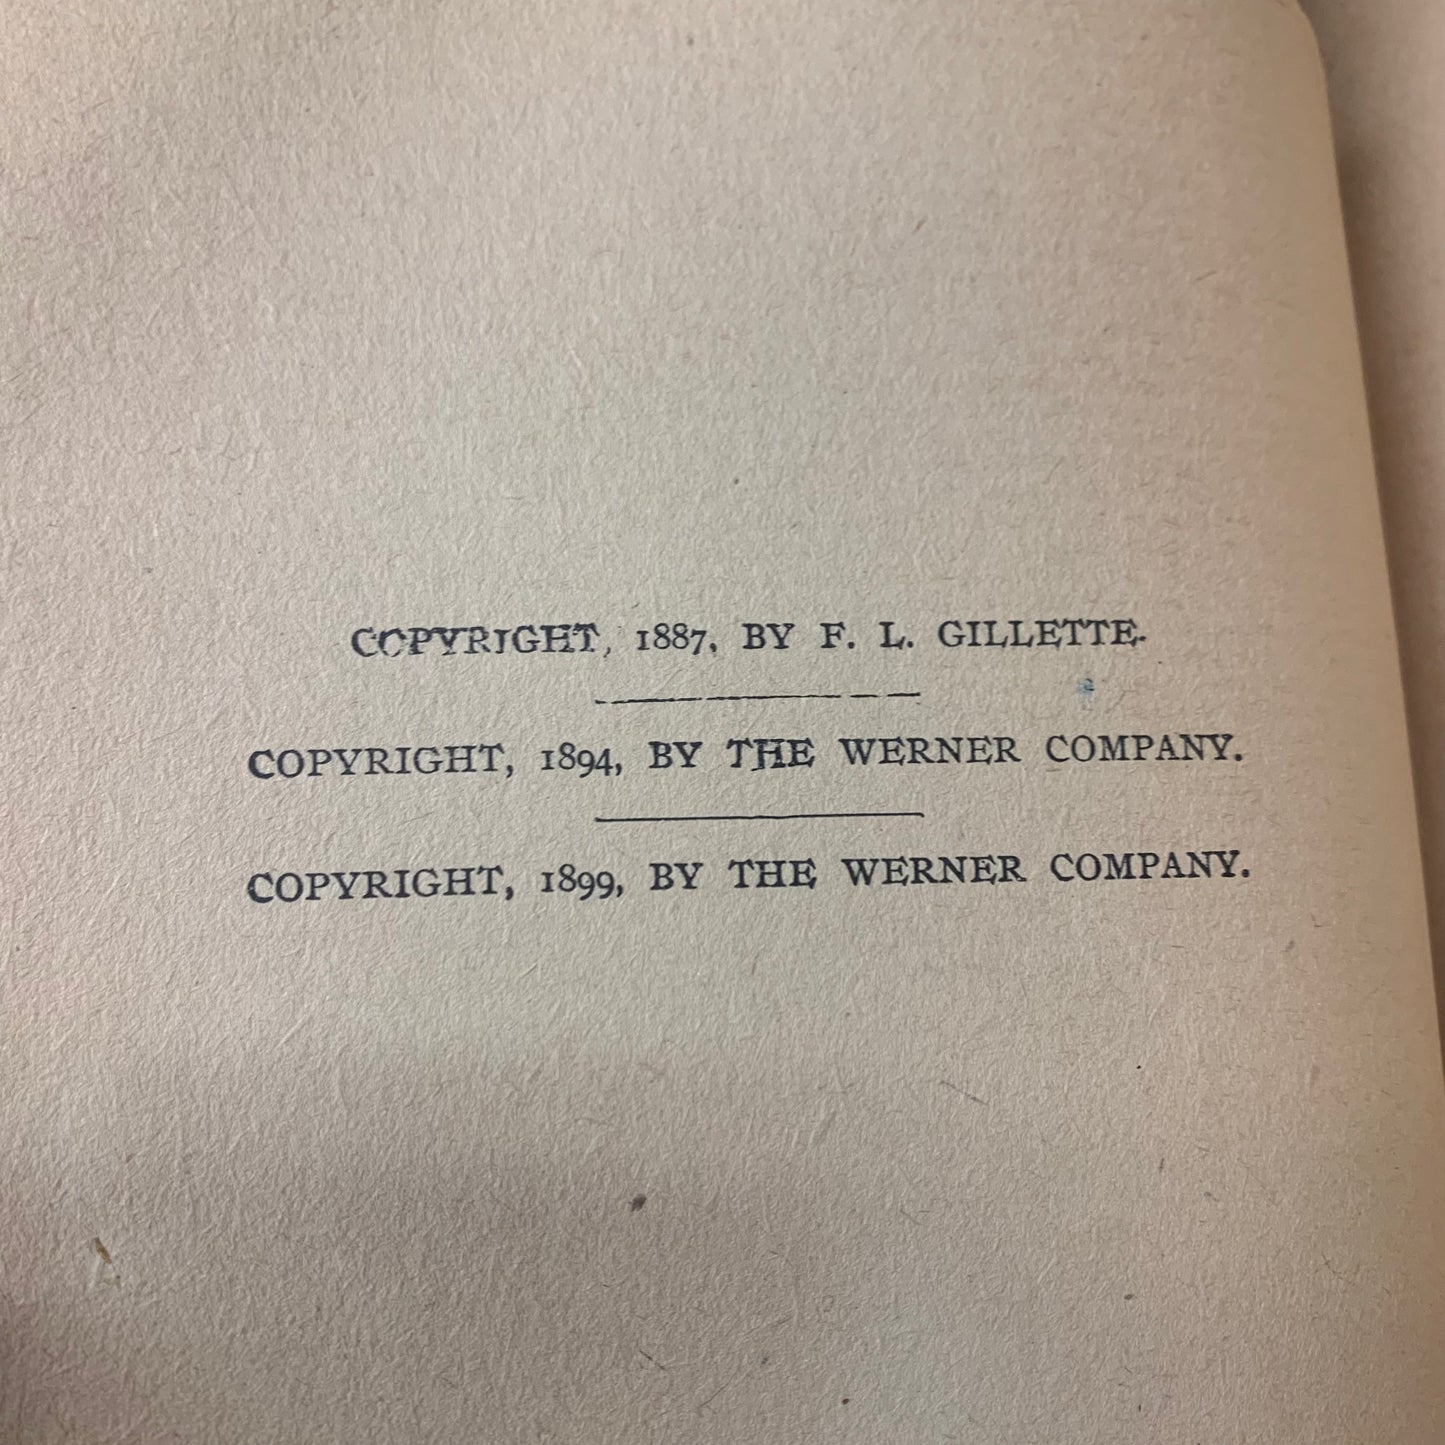 COPYRIGHT, 1887, BY F. L. GILLETTE.
COPYRIGHT, 1894, BY THE WERNER COMPANY.
COPYRIGHT, 1899, BY THE WERNER COMPANY.